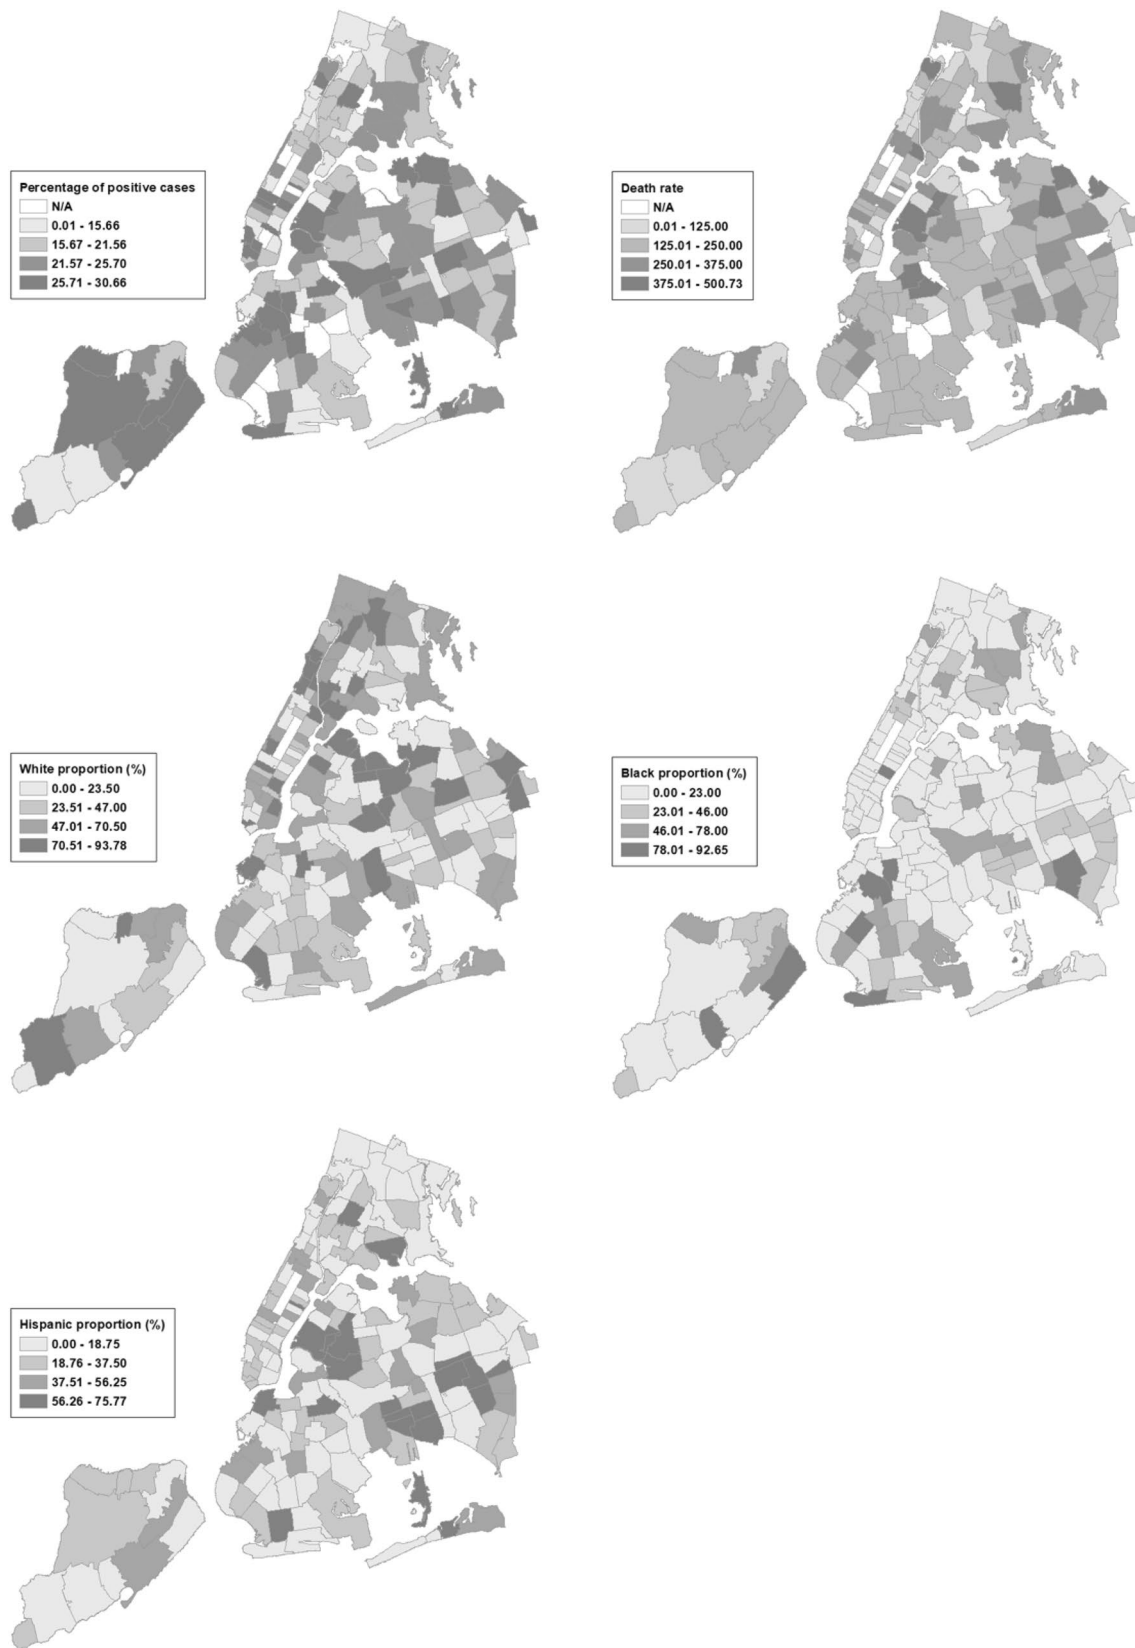 Percentage of positive cases
N/A
0.01 - 15.66
15.67 - 21.56
21.57 - 25.70
25.71 - 30.66
Death rate
N/A
0.01 - 125.00
125.01 - 250.00
250.01 - 375.00
375.01 - 500.73
White proportion (%)
0.00 - 23.50
23.51 - 47.00
47.01 - 70.50
70.51 - 93.78
Black proportion (%)
0.00 - 23.00
23.01 - 46.00
46.01 - 78.00
78.01 - 92.65
Hispanic proportion (%)
0.00 - 18.75
18.76 - 37.50
37.51 - 56.25
56.26 - 75.77